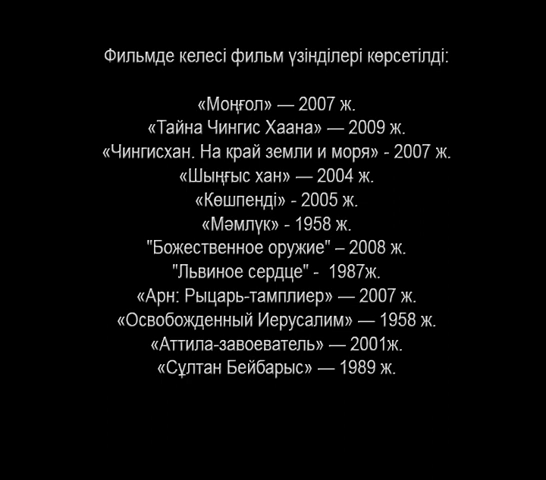 Фильмде келесі фильм үзінділері көрсетілді:
«Моңғол» — 2007 ж.
«Тайна Чингис Хаана» — 2009 ж.
«Чингисхан. На край земли и моря» - 2007 ж.
«Шыңғыс хан» — 2004 ж.
«Көшпенді» - 2005 ж.
«Мәмлүк» - 1958 ж.
"Божественное оружие" – 2008 ж.
"Львиное сердце" - 1987ж.
«Арн: Рыцарь-тамплиер» — 2007 ж.
«Освобожденный Иерусалим» — 1958 ж.
«Аттила-завоеватель» — 2001ж.
«Сұлтан Бейбарыс» — 1989 ж.